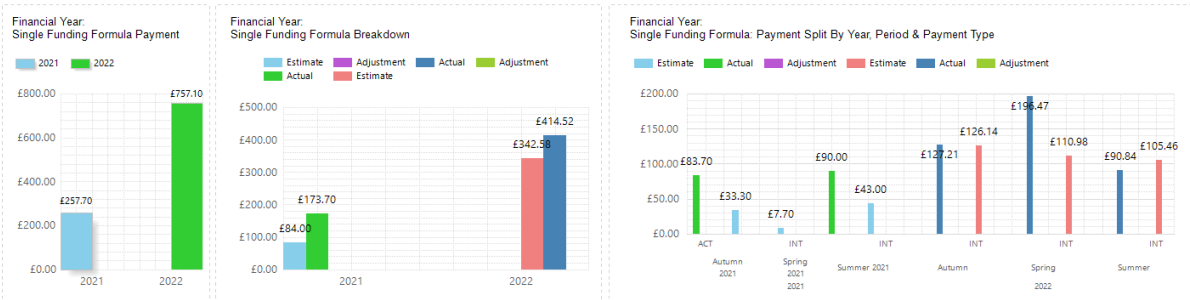 Financial Year:
Single Funding Formula Payment
2021 2022
£800.00
£600.00
£400.00
£200.00
£0.00
£257.70
£757.10
2021 2022
Financial Year:
Single Funding Formula Breakdown
Estimate Adjustment Actual Adjustment
Actual Estimate
£500.00
£400.00
£300.00
£200.00
£100.00
£0.00
£84.00
£173.70
£342.58
£414.52
2021 2022
Financial Year:
Single Funding Formula: Payment Split By Year, Period & Payment Type
Estimate Actual Adjustment Estimate Actual Adjustment
£200.00
£150.00
£100.00
£50.00
£0.00
£83.70
£33.30
£7.70
£90.00
£43.00
£127.21
£126.14
£196.47
£110.98
£90.84
£105.46
ACT INT INT INT INT INT
Autumn 2021
Spring 2021
Summer 2021
Autumn
Spring
Summer
2021
2022